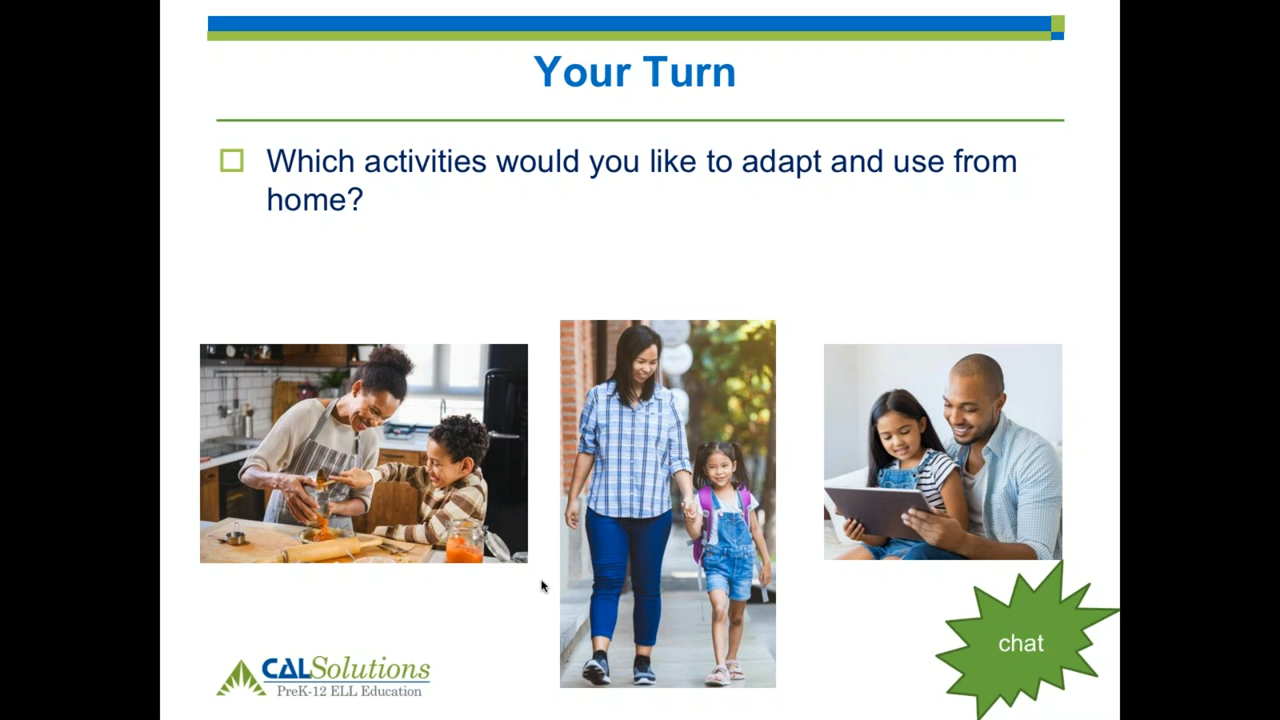 Your Turn
Which activities would you like to adapt and use from
home?
chat
CALSolutions
PreK-12 ELL Education